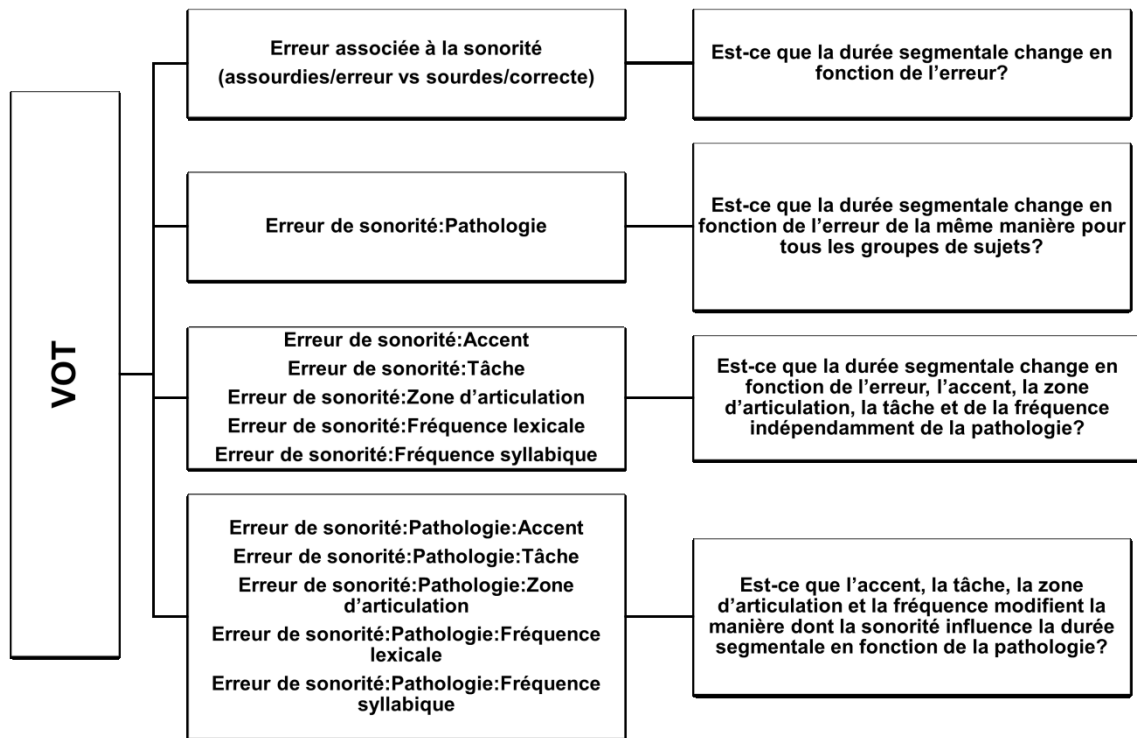 VOT
Erreur associée à la sonorité
(assourdies/erreur vs sourdes/correcte)
Est-ce que la durée segmentale change en
fonction de l'erreur?
Erreur de sonorité:Pathologie
Est-ce que la durée segmentale change en
fonction de l'erreur de la même manière pour
tous les groupes de sujets?
Erreur de sonorité:Accent
Erreur de sonorité:Tâche
Erreur de sonorité:Zone d'articulation
Erreur de sonorité:Fréquence lexicale
Erreur de sonorité:Fréquence syllabique
Est-ce que la durée segmentale change en
fonction de l'erreur, l'accent, la zone
d'articulation, la tâche et de la fréquence
indépendamment de la pathologie?
Erreur de sonorité:Pathologie:Accent
Erreur de sonorité:Pathologie:Tâche
Erreur de sonorité:Pathologie:Zone
d'articulation
Erreur de sonorité:Pathologie:Fréquence
lexicale
Erreur de sonorité:Pathologie:Fréquence
syllabique
Est-ce que l'accent, la tâche, la zone
d'articulation et la fréquence modifient la
manière dont la sonorité influence la durée
segmentale en fonction de la pathologie?